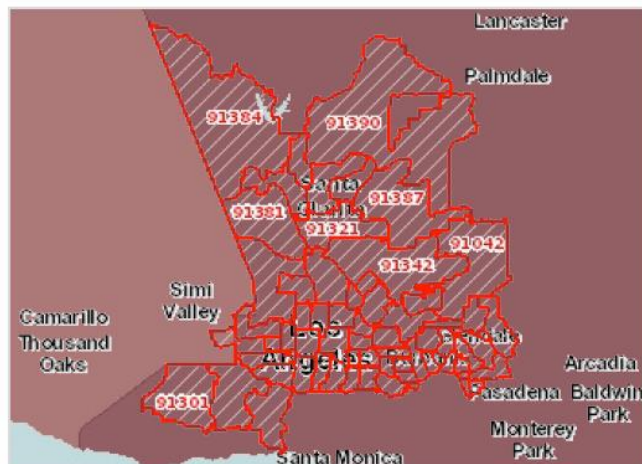 Lancaster
Palmdale
91384
91390
Santa
Clarita
91387
91381
91321
91042
91342
Simi
Valley
Camarillo
Thousand
Oaks
Los
Angeles
Glendale
Arcadia
91301
Pasadena
Baldwin
Park
Monterey
Park
Santa Monica